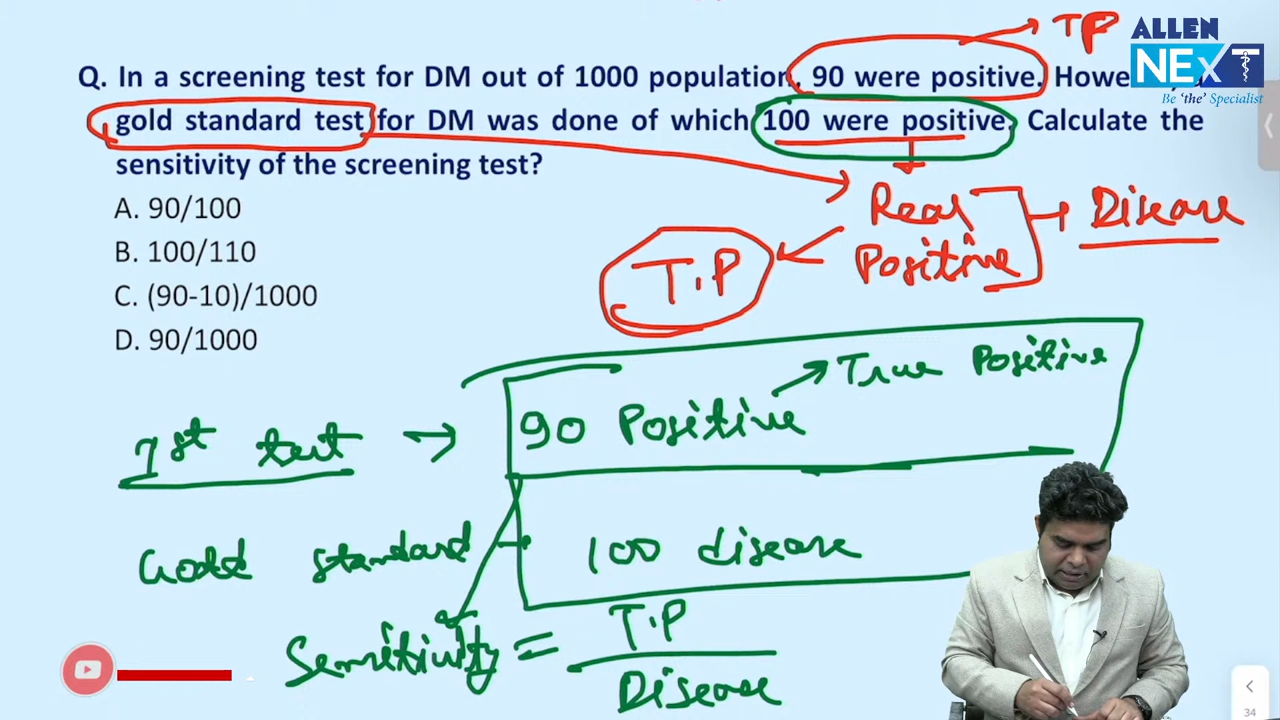 TP
ALLEN
NEXT
Be 'the' Specialist
Q. In a screening test for DM out of 1000 population, 90 were positive. However,
gold standard test for DM was done of which 100 were positive. Calculate the
sensitivity of the screening test?
A. 90/100
B. 100/110
C. (90-10)/1000
D. 90/1000
Real
Positive
Disease
T.P
True Positive
1st test → 90 Positive
Gold standard → 100 disease
Sensitivity = T.P
Disease
34